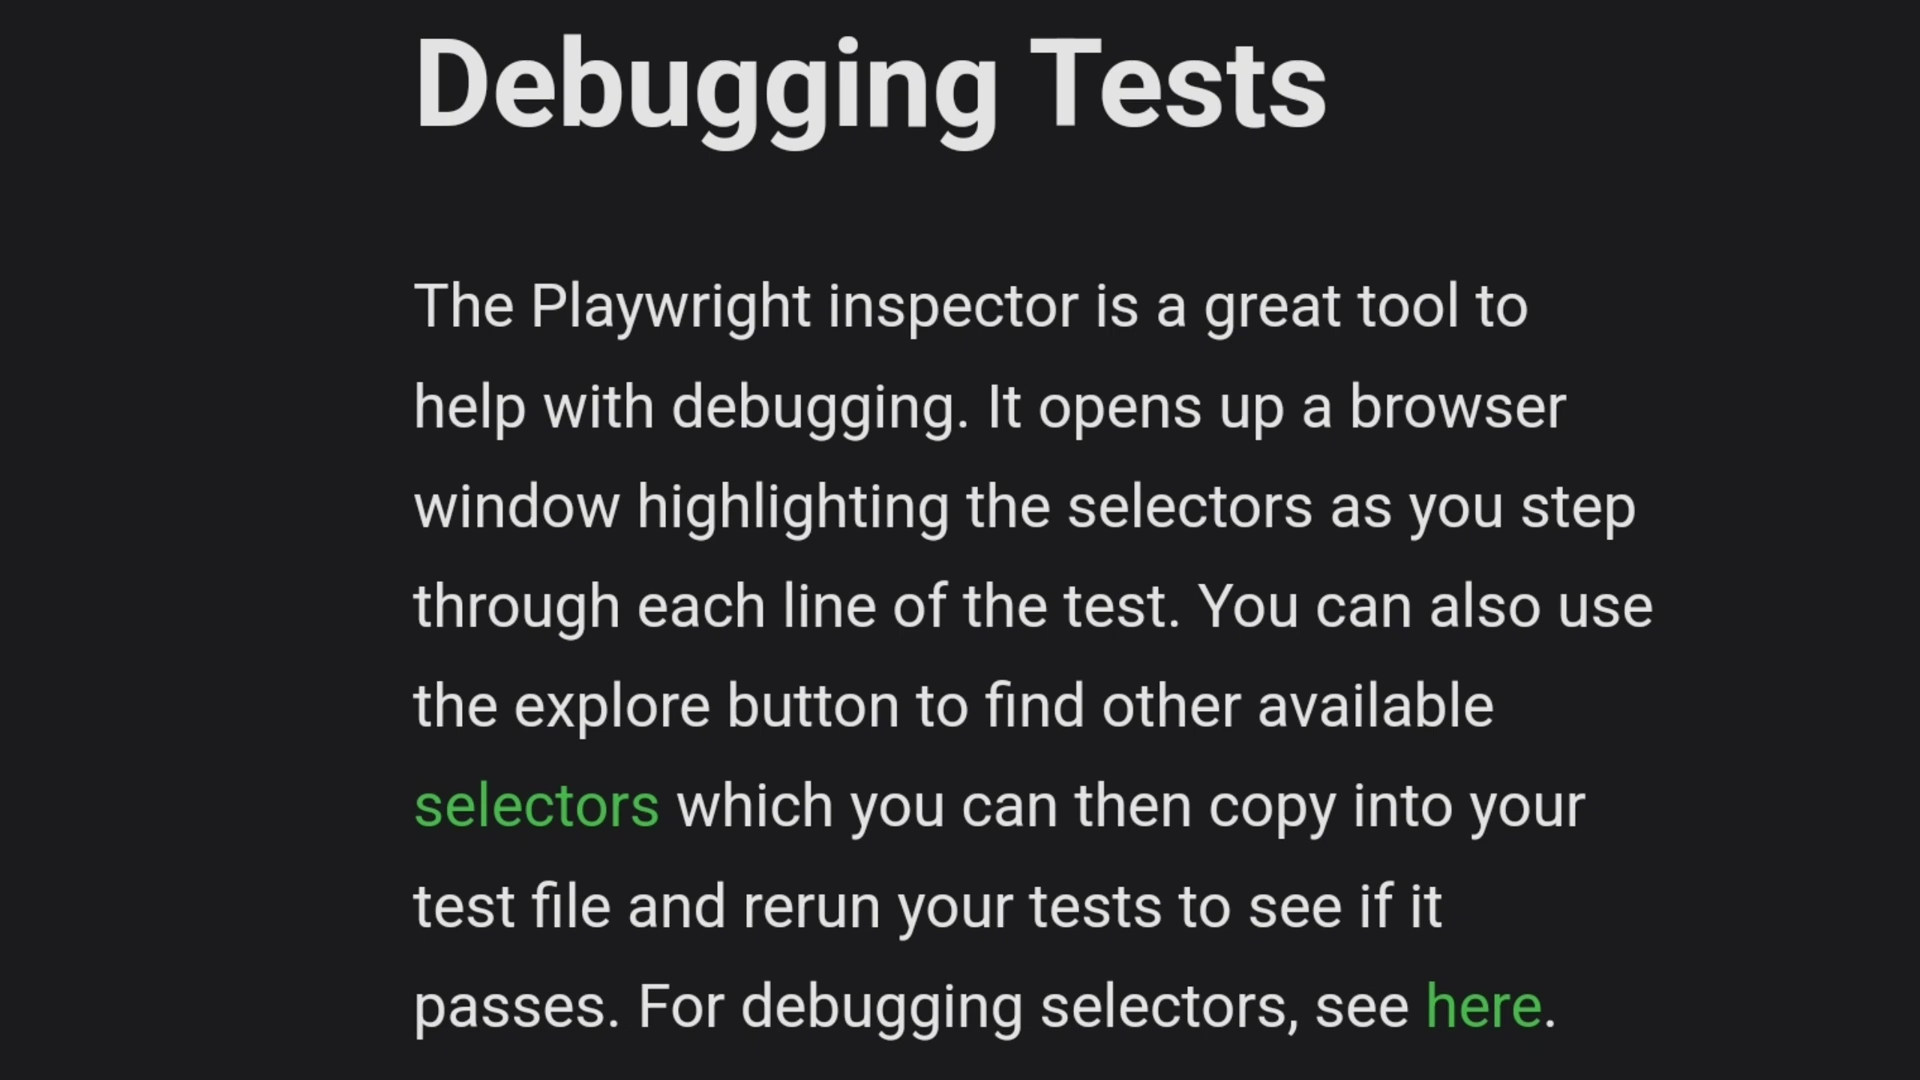 Debugging Tests
The Playwright inspector is a great tool to
help with debugging. It opens up a browser
window highlighting the selectors as you step
through each line of the test. You can also use
the explore button to find other available
selectors which you can then copy into your
test file and rerun your tests to see if it
passes. For debugging selectors, see here.